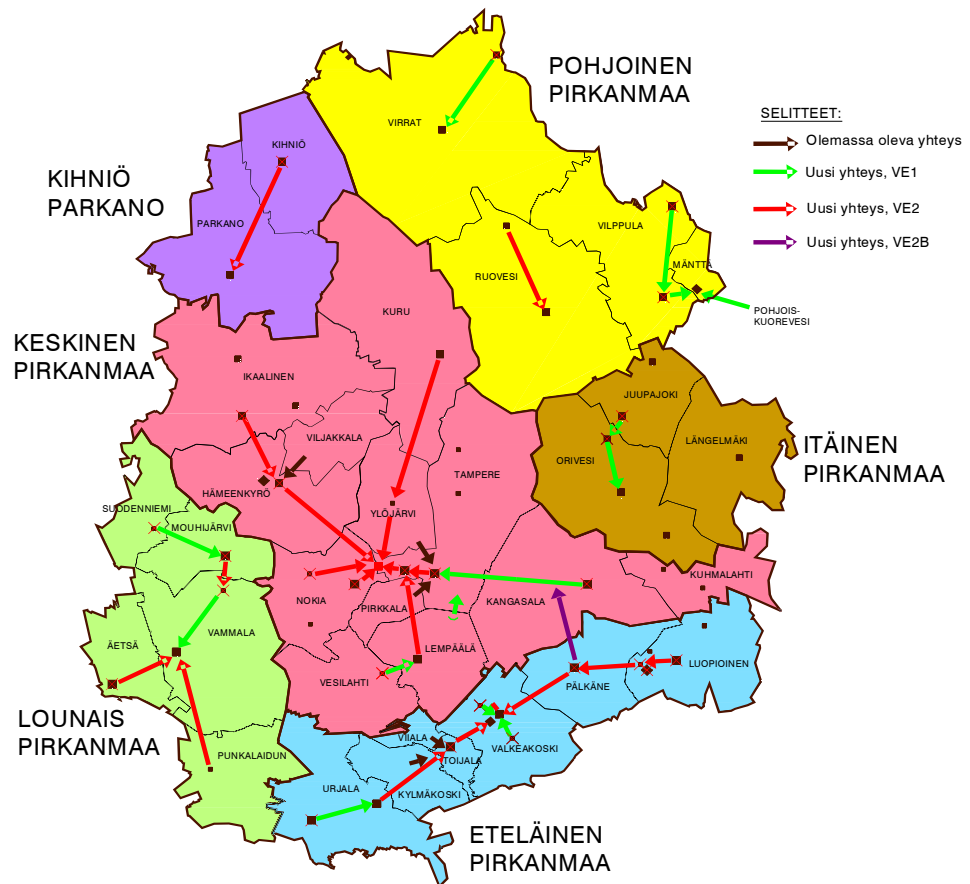 POHJOINEN
PIRKANMAA
SELITTEET:
Olemassa oleva yhteys
Uusi yhteys, VE1
Uusi yhteys, VE2
Uusi yhteys, VE2B
VIRRAT
KIHNIÖ
KIHNIÖ
PARKANO
PARKANO
VILPPULA
MÄNTTÄ
RUOVESI
POHJOIS-
KUOREVESI
KURU
KESKINEN
PIRKANMAA
IKAALINEN
JUUPAJOKI
VILJAKKALA
LÄNGELMÄKI
ITÄINEN
PIRKANMAA
ORIVESI
TAMPERE
HÄMEENKYRÖ
SUODENNIEMI
MOUHIJÄRVI
YLÖJÄRVI
KUHMALAHTI
NOKIA
PIRKKALA
KANGASALA
VAMMALA
ÄETSÄ
LEMPÄÄLÄ
LUOPIOINEN
VESILAHTI
PÄLKÄNE
LOUNAIS
PIRKANMAA
VIIALA
VALKEAKOSKI
PUNKALAIDUN
TOIJALA
URJALA
KYLMÄKOSKI
ETELÄINEN
PIRKANMAA